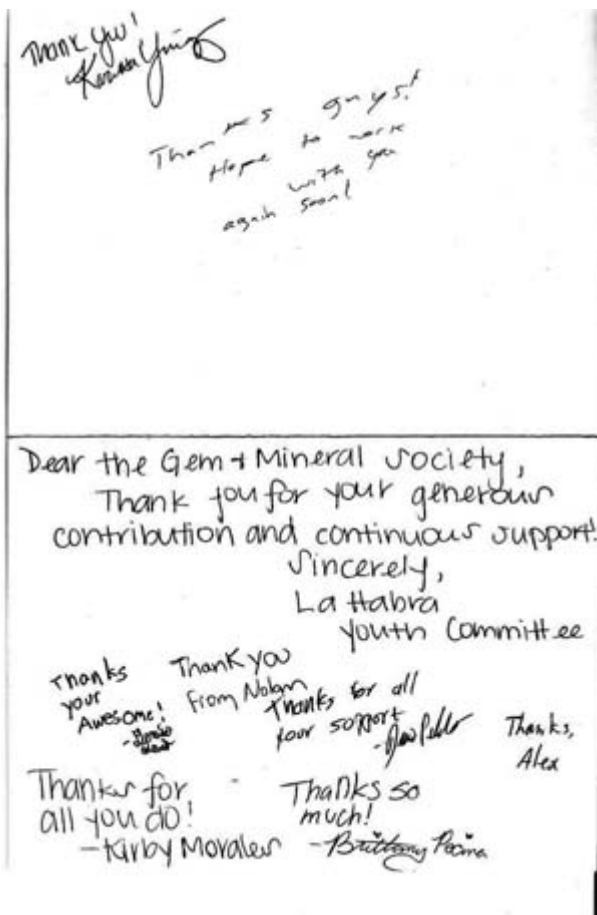 Thank you!
Thanks guys!
Hope to work
with you
again soon!
Dear the Gem + Mineral Society,
Thank you for your generous
contribution and continuous support!
Sincerely,
La Habra
Youth Committee
Thanks
your
Awesome!
Thank you
from Nolan
Thanks for all
your support
Thanks,
Alex
Thanks for
all you do!
-Kirby Morales
Thanks so
much!
-Brittany